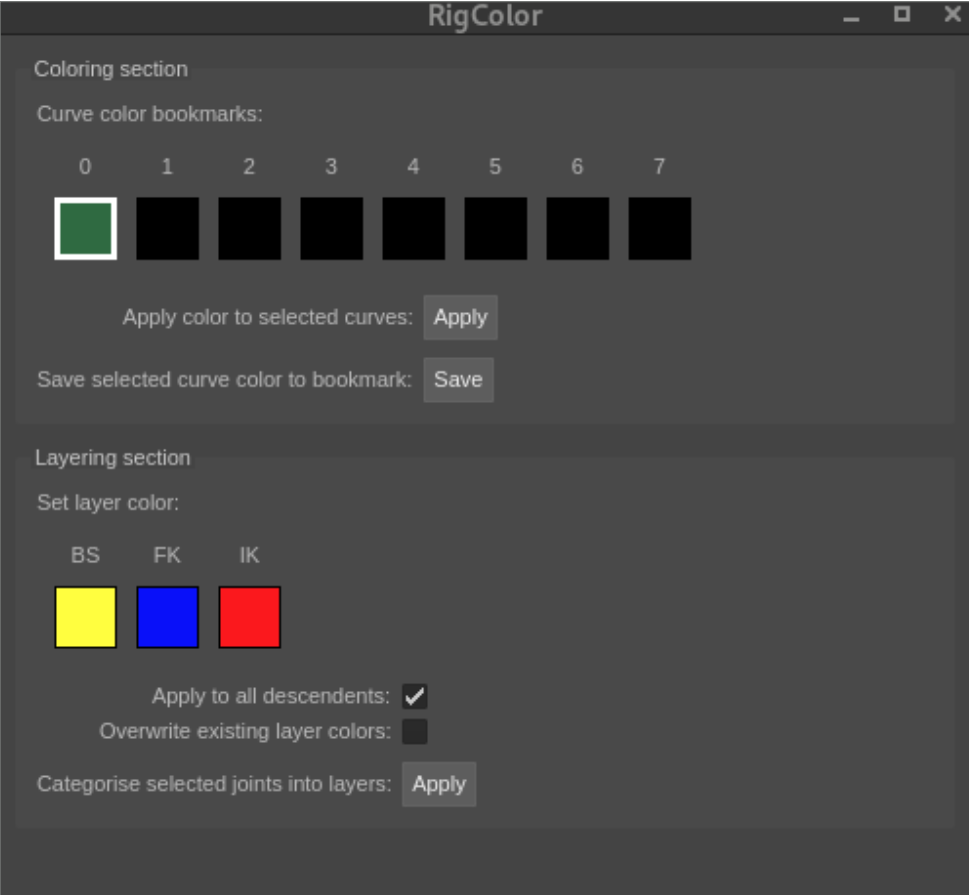 RigColor
Coloring section
Curve color bookmarks:
0 1 2 3 4 5 6 7
Apply color to selected curves: Apply
Save selected curve color to bookmark: Save
Layering section
Set layer color:
BS FK IK
Apply to all descendents:
Overwrite existing layer colors:
Categorise selected joints into layers: Apply